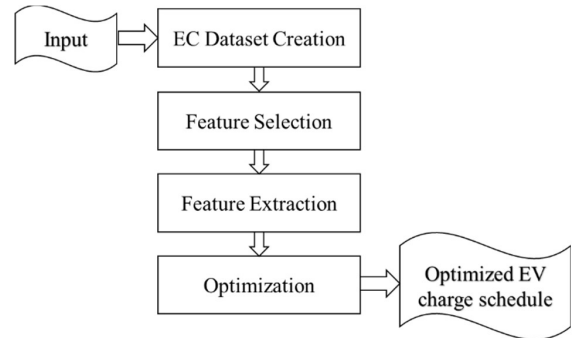 Input
EC Dataset Creation
Feature Selection
Feature Extraction
Optimization
Optimized EV
charge schedule